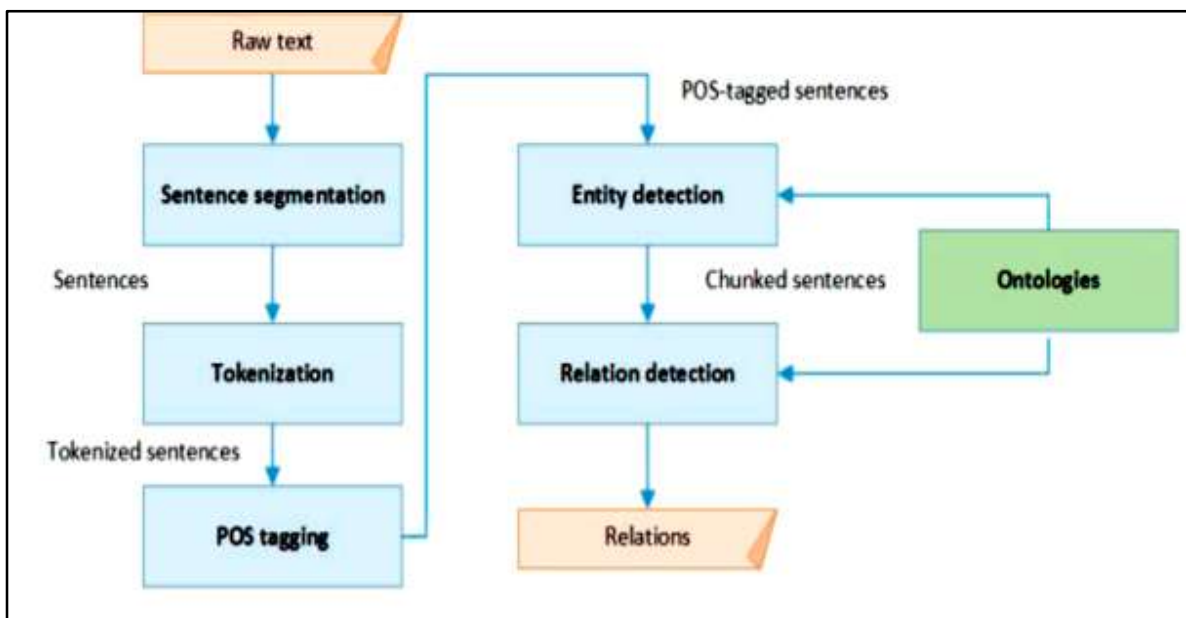 Raw text
Sentence segmentation
Sentences
Tokenization
Tokenized sentences
POS tagging
POS-tagged sentences
Entity detection
Chunked sentences
Ontologies
Relation detection
Relations